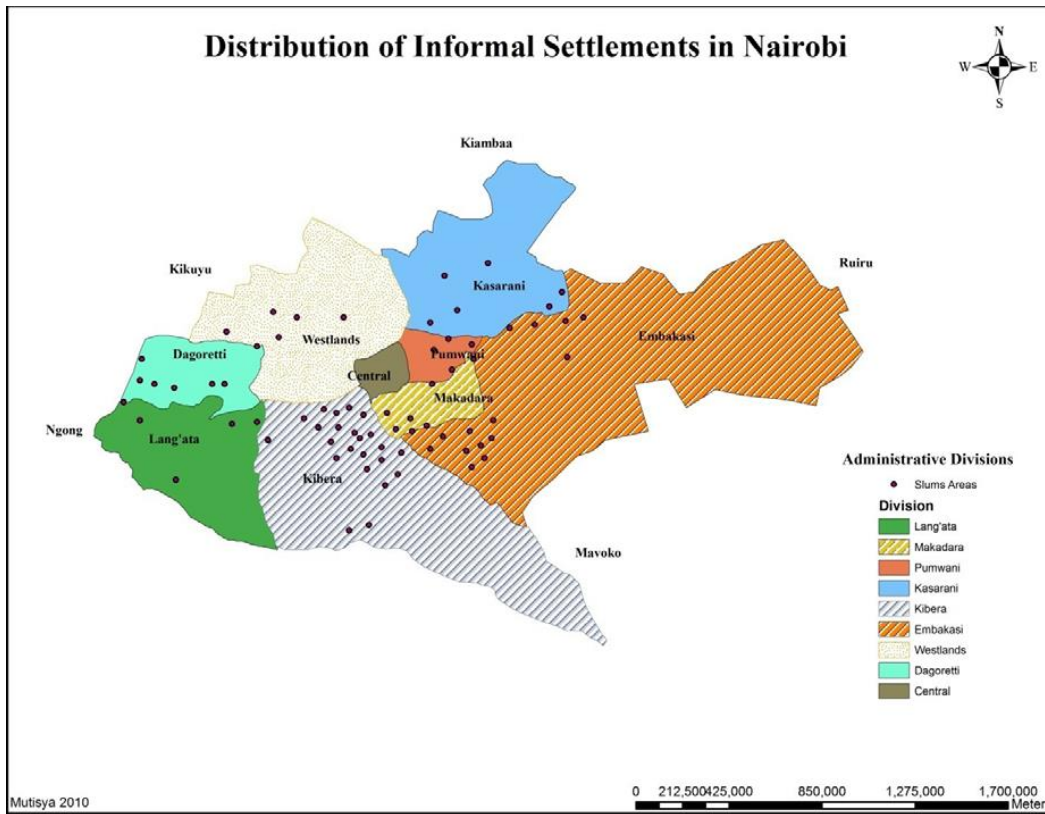 Distribution of Informal Settlements in Nairobi
N
W E
S
Kiambaa
Kikuyu
Ruiru
Kasarani
Westlands
Embakasi
Dagoretti
Pumwani
Central
Makadara
Ngong
Lang'ata
Kibera
Mavoko
Administrative Divisions
Slums Areas
Division
Lang'ata
Makadara
Pumwani
Kasarani
Kibera
Embakasi
Westlands
Dagoretti
Central
0 212,500 425,000 850,000 1,275,000 1,700,000
Meter
Mutisya 2010